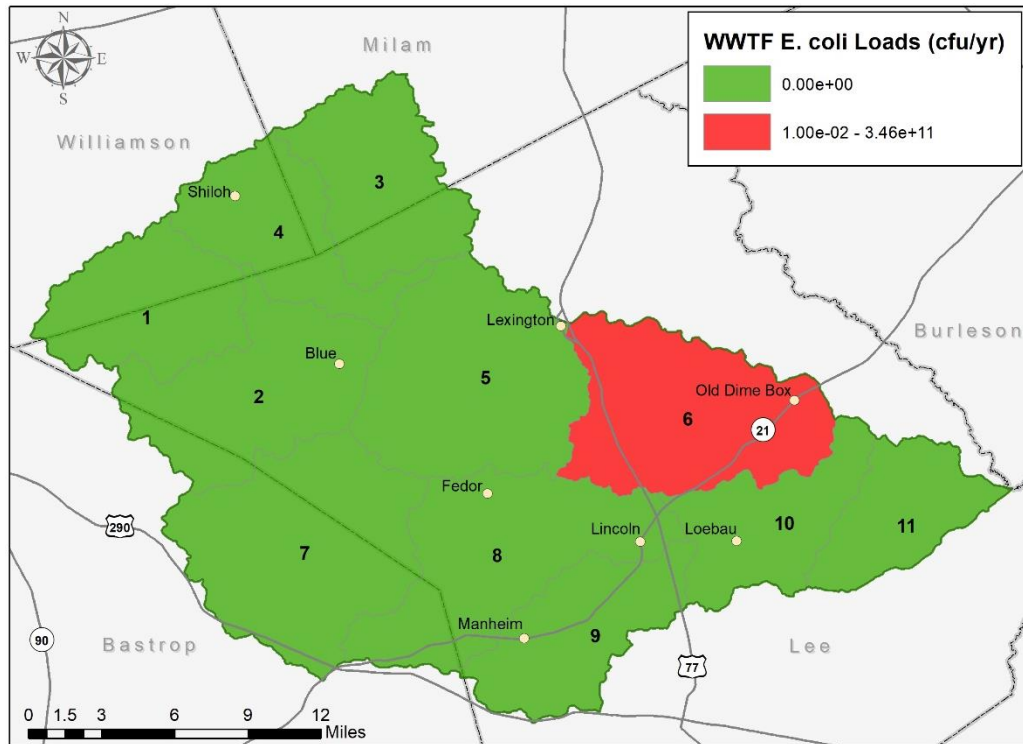 N
W
E
S
Milam
WWTF E. coli Loads (cfu/yr)
0.00e+00
1.00e-02 - 3.46e+11
Williamson
Shiloh
3
4
1
Lexington
Burleson
Blue
5
2
Old Dime Box
6
21
Fedor
290
7
8
Lincoln
Loebau
10
11
Manheim
9
90
Bastrop
Lee
77
0 1.5 3 6 9 12
Miles